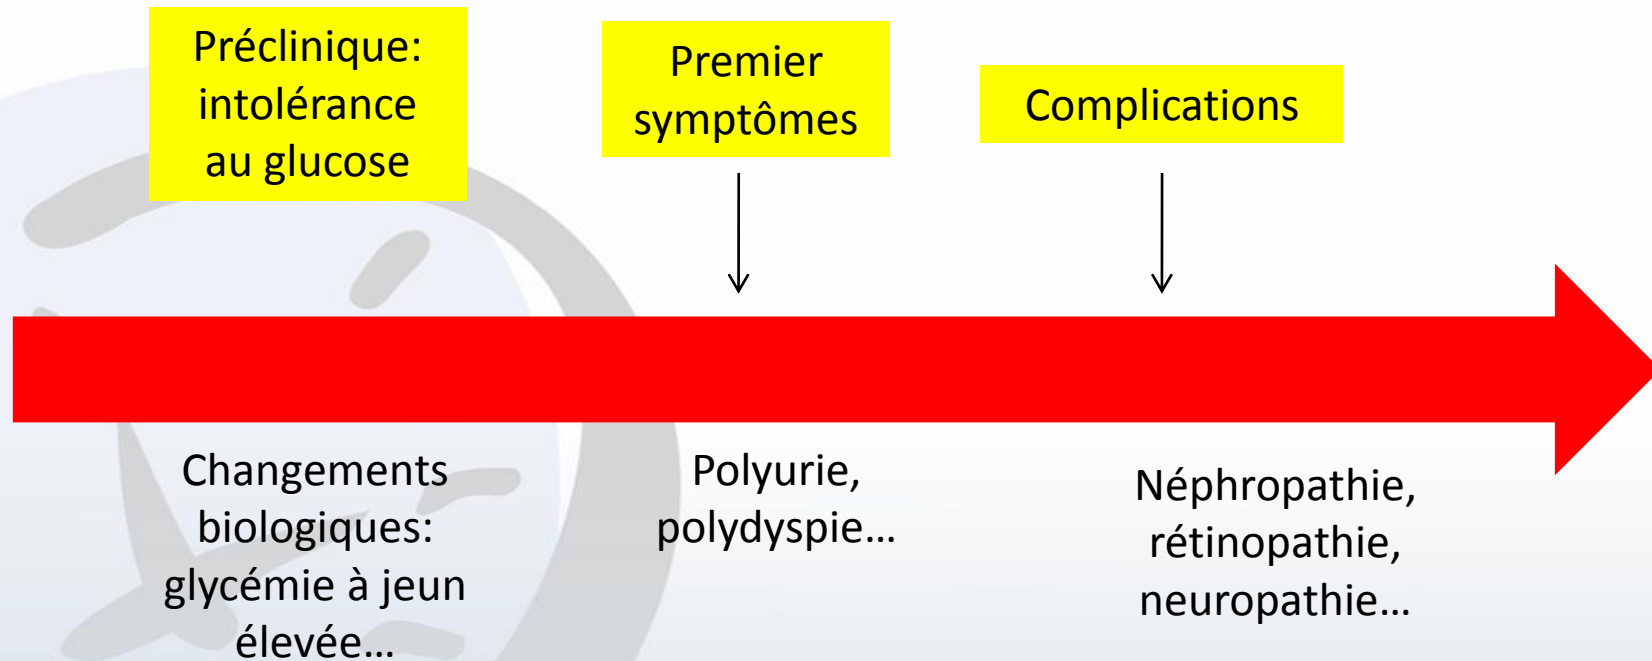 Préclinique:
intolérance
au glucose
Premier
symptômes
Complications
Changements
biologiques:
glycémie à jeun
élevée…
Polyurie,
polydyspie…
Néphropathie,
rétinopathie,
neuropathie…